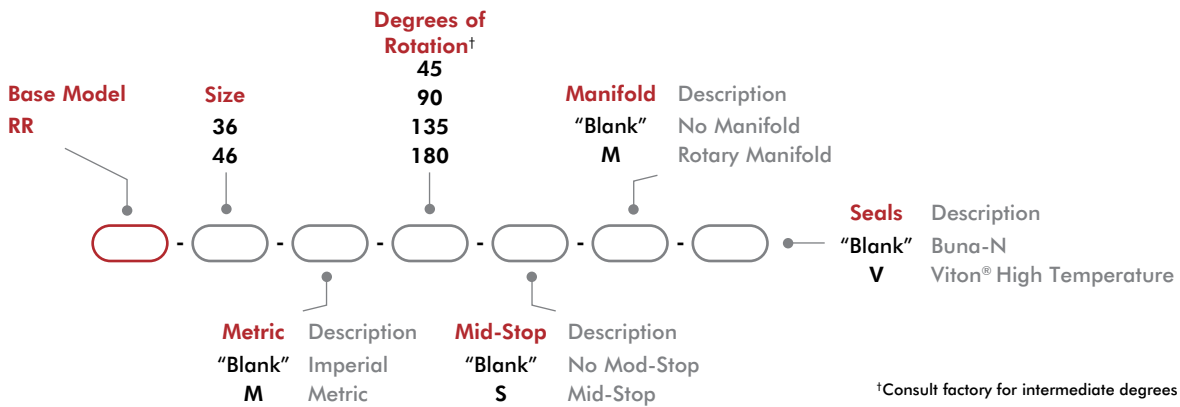 Degrees of
Rotation†
45
90
135
180
Base Model
RR
Size
36
46
Manifold Description
"Blank" No Manifold
M Rotary Manifold
- - - - - -
Seals Description
"Blank" Buna-N
V Viton® High Temperature
Metric Description
"Blank" Imperial
M Metric
Mid-Stop Description
"Blank" No Mod-Stop
S Mid-Stop
†Consult factory for intermediate degrees